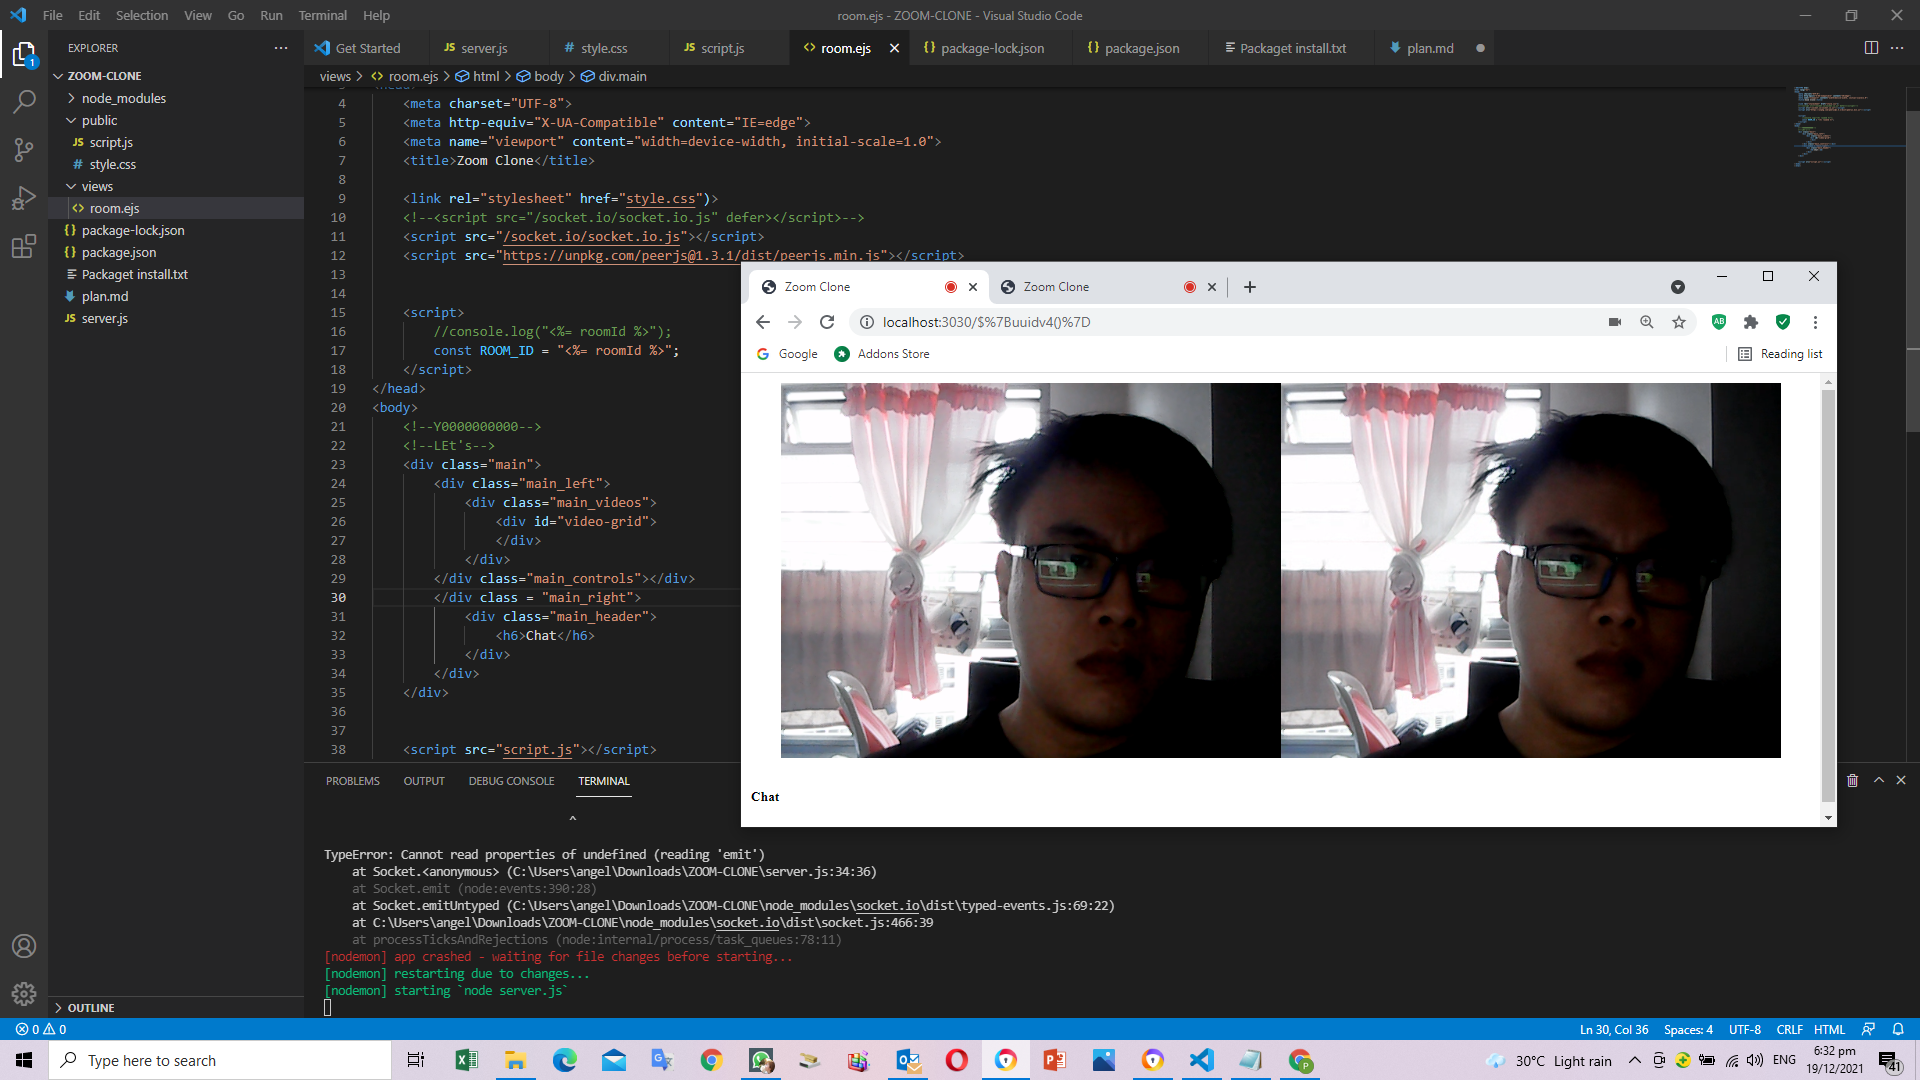 File Edit Selection View Go Run Terminal Help
room.ejs - ZOOM-CLONE - Visual Studio Code
EXPLORER
ZOOM-CLONE
node_modules
public
JS script.js
# style.css
views
<> room.ejs
{} package-lock.json
{} package.json
Packaget install.txt
plan.md
JS server.js
OUTLINE
1
Get Started JS server.js # style.css JS script.js <> room.ejs {} package-lock.json {} package.json Packaget install.txt plan.md
views > <> room.ejs > html > body > div.main
4 <meta charset="UTF-8">
5 <meta http-equiv="X-UA-Compatible" content="IE=edge">
6 <meta name="viewport" content="width=device-width, initial-scale=1.0">
7 <title>Zoom Clone</title>
8
9 <link rel="stylesheet" href="style.css")>
10 <!--<script src="/socket.io/socket.io.js" defer></script>-->
11 <script src="/socket.io/socket.io.js"></script>
12 <script src="https://unpkg.com/peerjs@1.3.1/dist/peerjs.min.js"></script>
13
14
15 <script>
16 //console.log("<%= roomId %>");
17 const ROOM_ID = "<%= roomId %>";
18 </script>
19 </head>
20 <body>
21 <!--Y0000000000-->
22 <!--LEt's-->
23 <div class="main">
24 <div class="main_left">
25 <div class="main_videos">
26 <div id="video-grid">
27 </div>
28 </div>
29 </div class="main_controls"></div>
30 </div class = "main_right">
31 <div class="main_header">
32 <h6>Chat</h6>
33 </div>
34 </div>
35 </div>
36
37
38 <script src="script.js"></script>
Zoom Clone
Zoom Clone
localhost:3030/$%7Buuidv4()%7D
Google Addons Store Reading list
Chat
PROBLEMS OUTPUT DEBUG CONSOLE TERMINAL
^
TypeError: Cannot read properties of undefined (reading 'emit')
at Socket.<anonymous> (C:\Users\angel\Downloads\ZOOM-CLONE\server.js:34:36)
at Socket.emit (node:events:390:28)
at Socket.emitUntyped (C:\Users\angel\Downloads\ZOOM-CLONE\node_modules\socket.io\dist\typed-events.js:69:22)
at C:\Users\angel\Downloads\ZOOM-CLONE\node_modules\socket.io\dist\socket.js:466:39
at processTicksAndRejections (node:internal/process/task_queues:78:11)
[nodemon] app crashed - waiting for file changes before starting...
[nodemon] restarting due to changes...
[nodemon] starting `node server.js`
0 0
Ln 30, Col 36 Spaces: 4 UTF-8 CRLF HTML
Type here to search
30°C Light rain
ENG
6:32 pm
19/12/2021
41